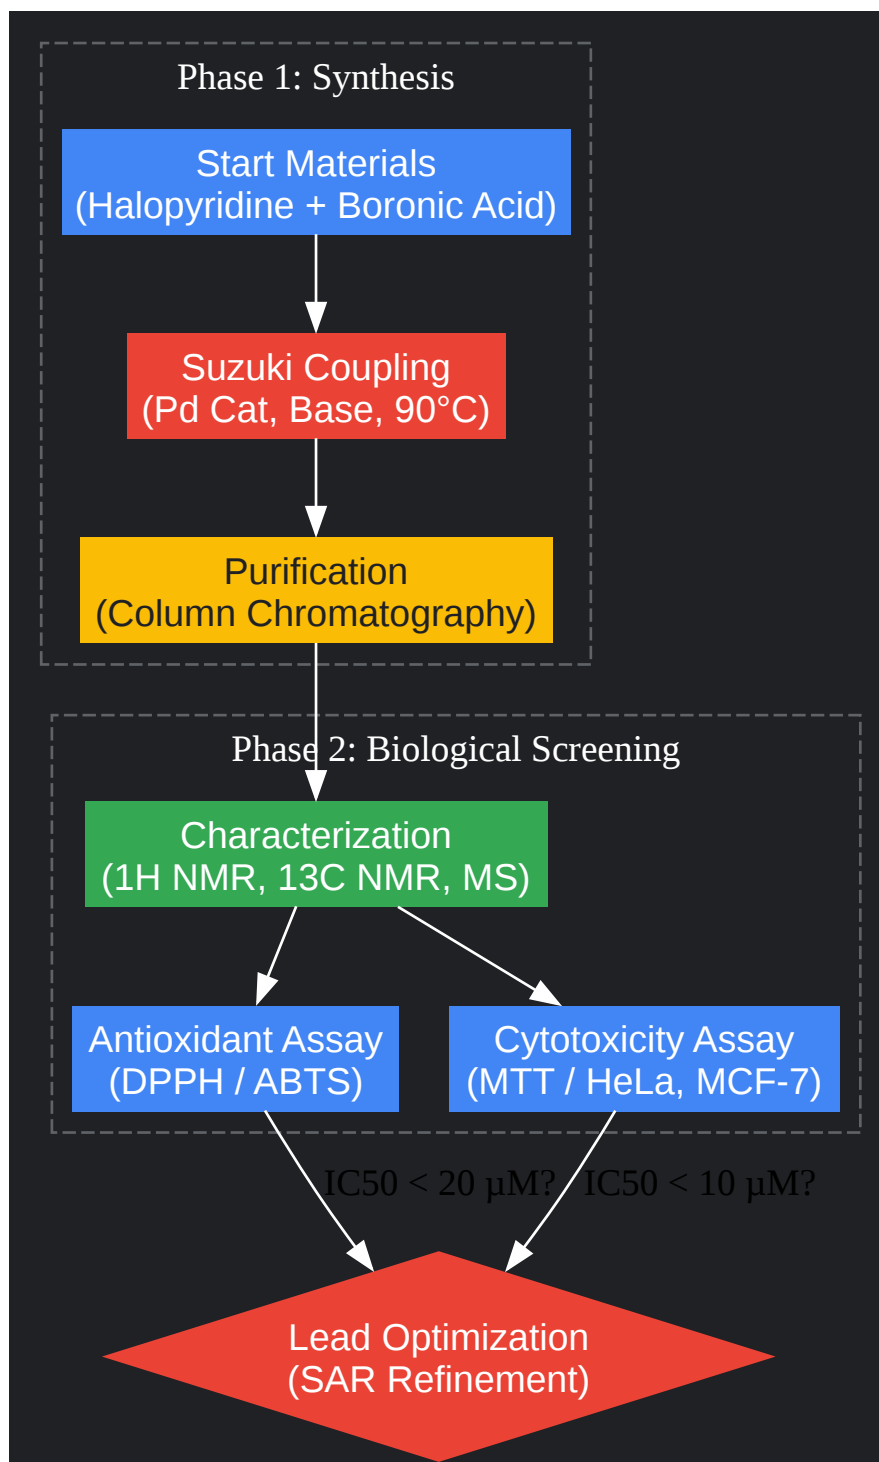 Phase 1: Synthesis
Start Materials
(Halopyridine + Boronic Acid)
Suzuki Coupling
(Pd Cat, Base, 90°C)
Purification
(Column Chromatography)
Phase 2: Biological Screening
Characterization
(1H NMR, 13C NMR, MS)
Antioxidant Assay
(DPPH / ABTS)
Cytotoxicity Assay
(MTT / HeLa, MCF-7)
IC50 < 20 µM?
IC50 < 10 µM?
Lead Optimization
(SAR Refinement)